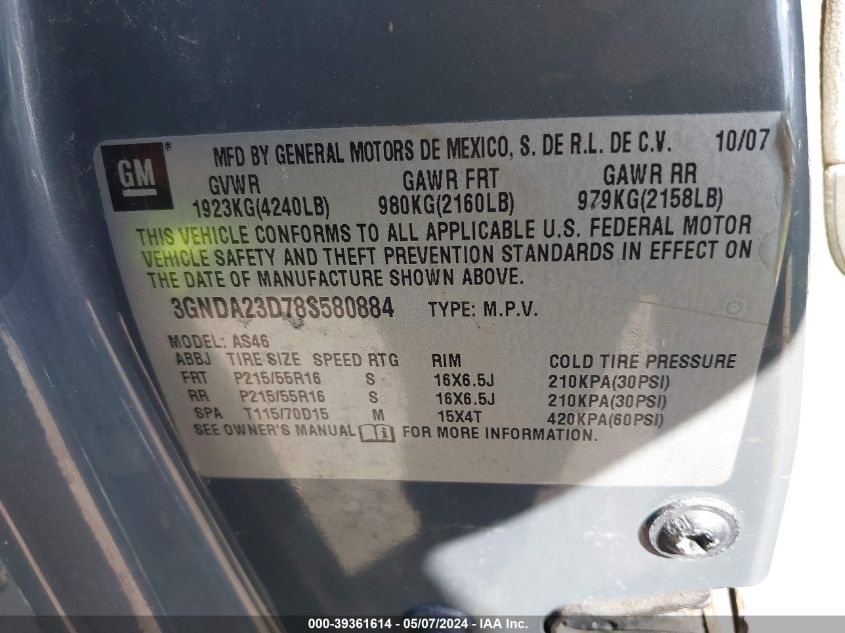 GM ® MFD BY GENERAL MOTORS DE MEXICO, S. DE R.L. DE C.V. 10/07
GVWR GAWR FRT GAWR RR
1923KG(4240LB) 980KG(2160LB) 979KG(2158LB)
THIS VEHICLE CONFORMS TO ALL APPLICABLE U.S. FEDERAL MOTOR
VEHICLE SAFETY AND THEFT PREVENTION STANDARDS IN EFFECT ON
THE DATE OF MANUFACTURE SHOWN ABOVE.
3GNDA23D78S580884 TYPE: M.P.V.
MODEL: AS46
ABBJ TIRE SIZE SPEED RTG RIM COLD TIRE PRESSURE
FRT P215/55R16 S 16X6.5J 210KPA(30PSI)
RR P215/55R16 S 16X6.5J 210KPA(30PSI)
SPA T115/70D15 M 15X4T 420KPA(60PSI)
SEE OWNER'S MANUAL FOR MORE INFORMATION.
000-39361614 - 05/07/2024 - IAA Inc.